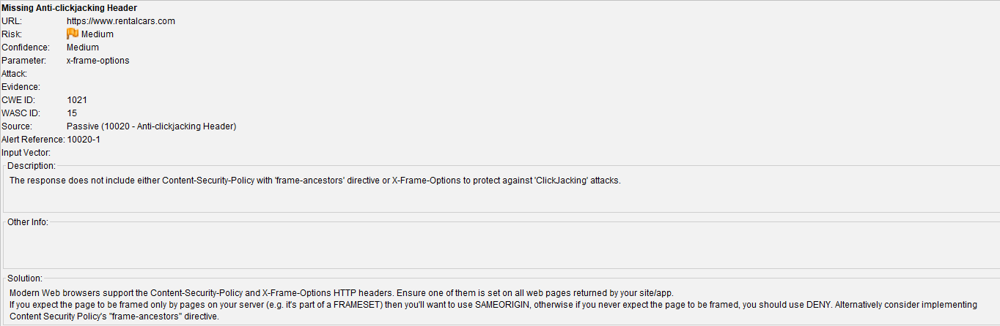 Missing Anti-clickjacking Header
URL: https://www.rentalcars.com
Risk: Medium
Confidence: Medium
Parameter: x-frame-options
Attack:
Evidence:
CWE ID: 1021
WASC ID: 15
Source: Passive (10020 - Anti-clickjacking Header)
Alert Reference: 10020-1
Input Vector:
Description:
The response does not include either Content-Security-Policy with 'frame-ancestors' directive or X-Frame-Options to protect against 'ClickJacking' attacks.
Other Info:
Solution:
Modern Web browsers support the Content-Security-Policy and X-Frame-Options HTTP headers. Ensure one of them is set on all web pages returned by your site/app.
If you expect the page to be framed only by pages on your server (e.g. it's part of a FRAMESET) then you'll want to use SAMEORIGIN, otherwise if you never expect the page to be framed, you should use DENY. Alternatively consider implementing
Content Security Policy's "frame-ancestors" directive.